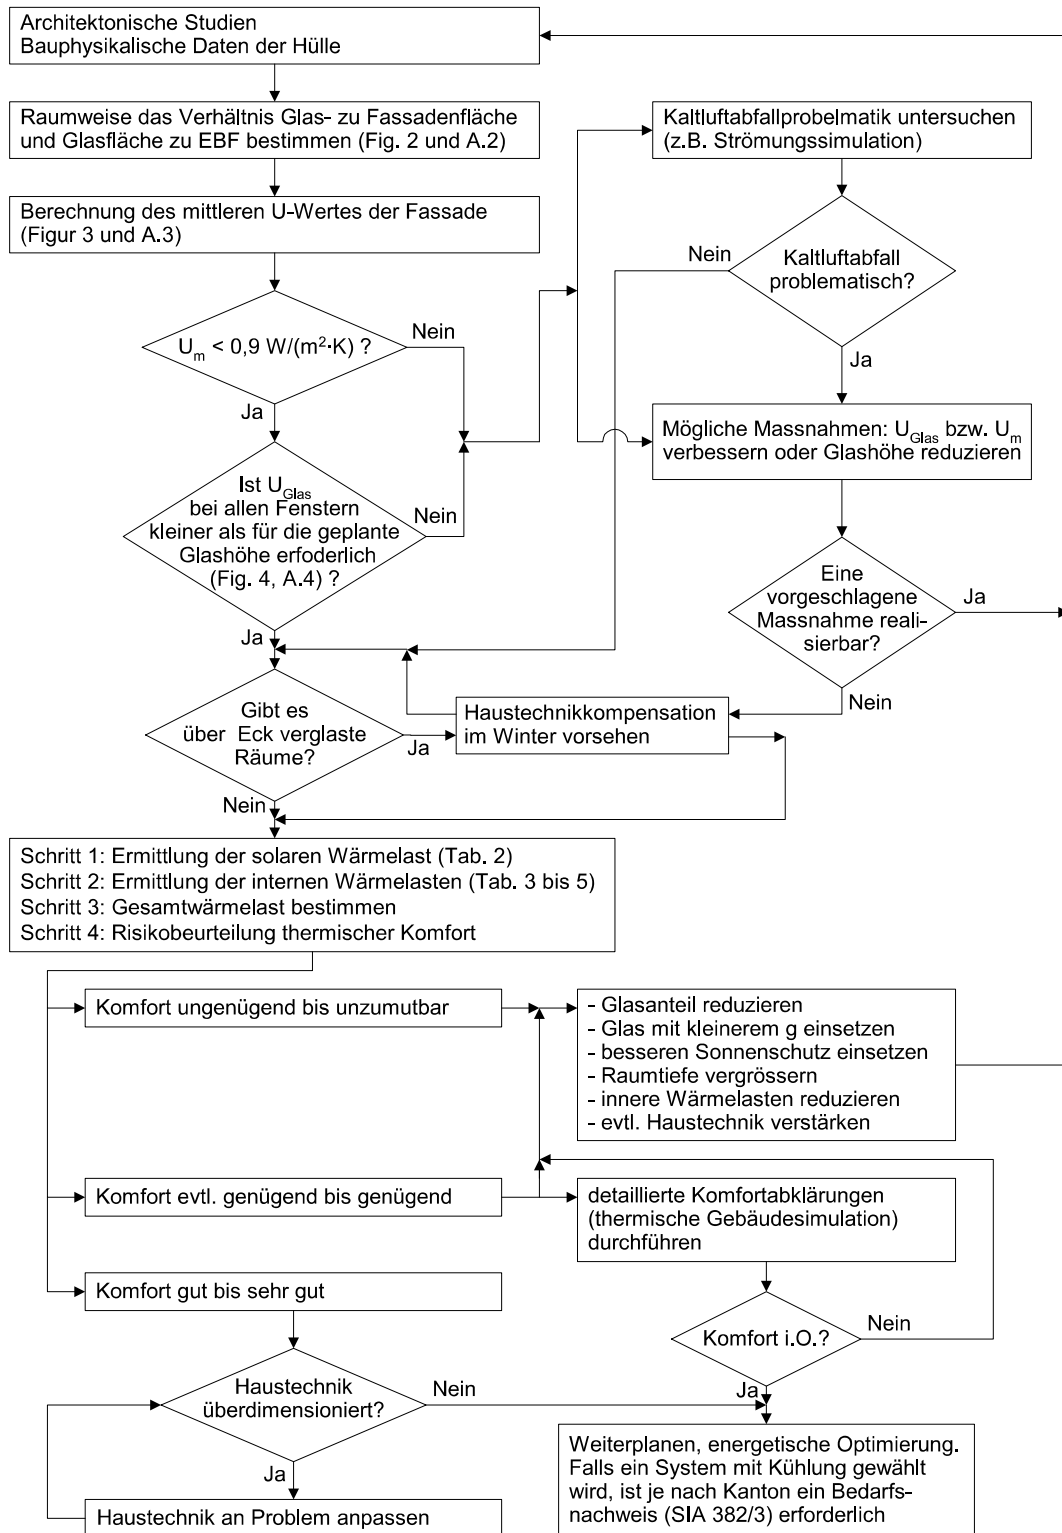 Architektonische Studien
Bauphysikalische Daten der Hülle
Raumweise das Verhältnis Glas- zu Fassadenfläche
und Glasfläche zu EBF bestimmen (Fig. 2 und A.2)
Berechnung des mittleren U-Wertes der Fassade
(Figur 3 und A.3)
Um < 0,9 W/(m²·K) ?
Nein
Ja
Ist UGlas
bei allen Fenstern
kleiner als für die geplante
Glashöhe erfoderlich
(Fig. 4, A.4) ?
Nein
Ja
Kaltluftabfallprobelmatik untersuchen
(z.B. Strömungssimulation)
Nein
Kaltluftabfall
problematisch?
Ja
Mögliche Massnahmen: UGlas bzw. Um
verbessern oder Glashöhe reduzieren
Eine
vorgeschlagene
Massnahme reali-
sierbar?
Ja
Nein
Gibt es
über Eck verglaste
Räume?
Ja
Haustechnikkompensation
im Winter vorsehen
Nein
Schritt 1: Ermittlung der solaren Wärmelast (Tab. 2)
Schritt 2: Ermittlung der internen Wärmelasten (Tab. 3 bis 5)
Schritt 3: Gesamtwärmelast bestimmen
Schritt 4: Risikobeurteilung thermischer Komfort
Komfort ungenügend bis unzumutbar
- Glasanteil reduzieren
- Glas mit kleinerem g einsetzen
- besseren Sonnenschutz einsetzen
- Raumtiefe vergrössern
- innere Wärmelasten reduzieren
- evtl. Haustechnik verstärken
Komfort evtl. genügend bis genügend
detaillierte Komfortabklärungen
(thermische Gebäudesimulation)
durchführen
Komfort gut bis sehr gut
Komfort i.O.?
Nein
Ja
Haustechnik
überdimensioniert?
Nein
Ja
Haustechnik an Problem anpassen
Weiterplanen, energetische Optimierung.
Falls ein System mit Kühlung gewählt
wird, ist je nach Kanton ein Bedarfs-
nachweis (SIA 382/3) erforderlich